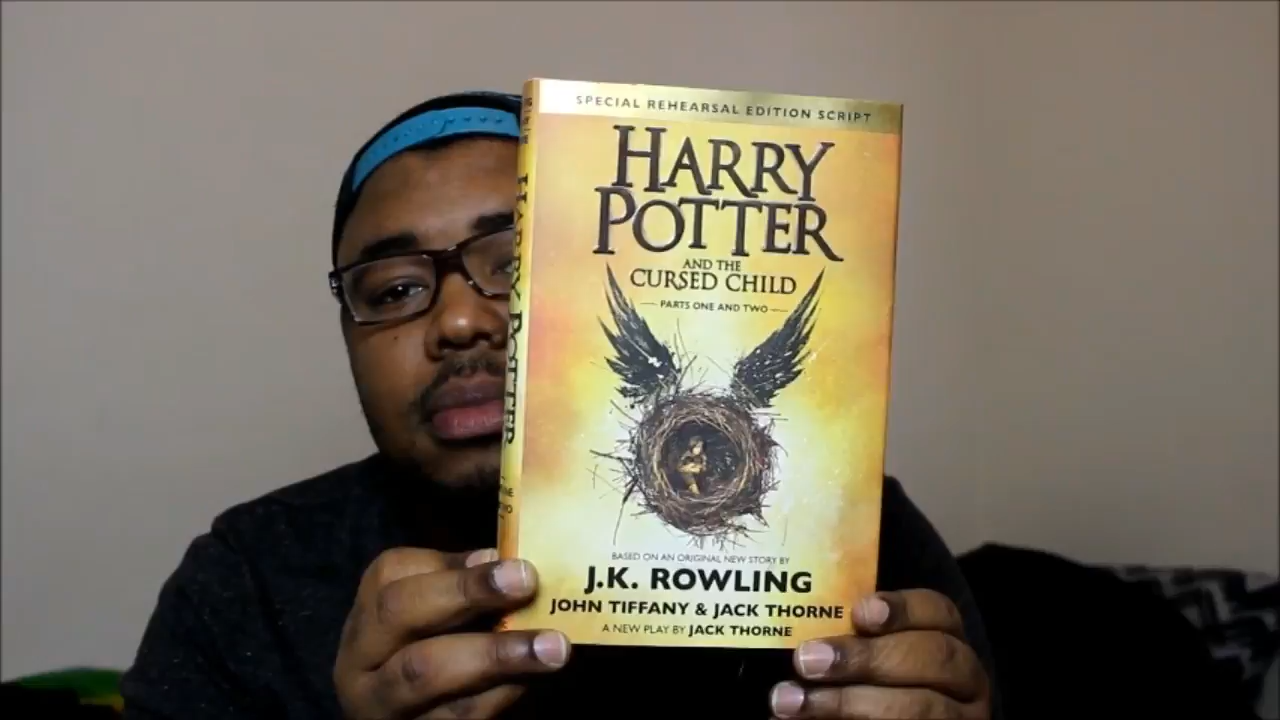 SPECIAL REHEARSAL EDITION SCRIPT
HARRY
POTTER
AND THE
CURSED CHILD
PARTS ONE AND TWO
BASED ON AN ORIGINAL NEW STORY BY
J.K. ROWLING
JOHN TIFFANY & JACK THORNE
A NEW PLAY BY JACK THORNE
HARRY POTTER